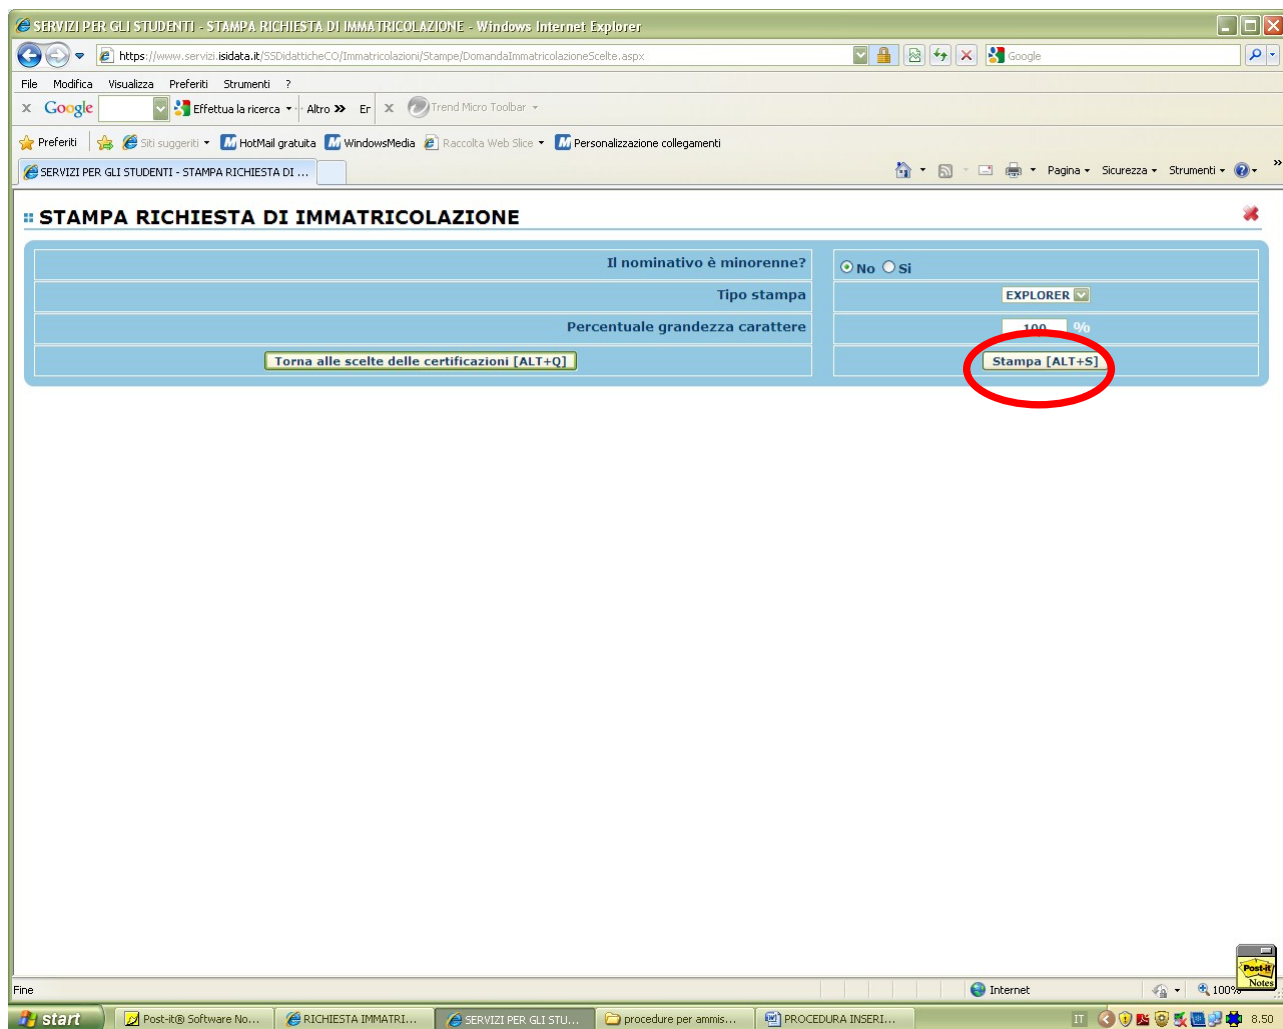 SERVIZI PER GLI STUDENTI - STAMPA RICHIESTA DI IMMATRICOLAZIONE - Windows Internet Explorer
https://www.servizi.isidata.it/SSDidatticheCO/Immatricolazioni/Stampe/DomandaImmatricolazioneScelte.aspx Google
File Modifica Visualizza Preferiti Strumenti ?
x Google Effettua la ricerca Altro >> Er x Trend Micro Toolbar
Preferiti Siti suggeriti HotMail gratuita WindowsMedia Raccolta Web Slice Personalizzazione collegamenti
SERVIZI PER GLI STUDENTI - STAMPA RICHIESTA DI ... Pagina Sicurezza Strumenti »
STAMPA RICHIESTA DI IMMATRICOLAZIONE
Il nominativo è minorenne? No Si
Tipo stampa EXPLORER
Percentuale grandezza carattere 100 %
Torna alle scelte delle certificazioni [ALT+Q] Stampa [ALT+S]
Post-it
Notes
Fine Internet 100%
start Post-it® Software No... RICHIESTA IMMATRI... SERVIZI PER GLI STU... procedure per ammis... PROCEDURA INSERI... IT 8.50